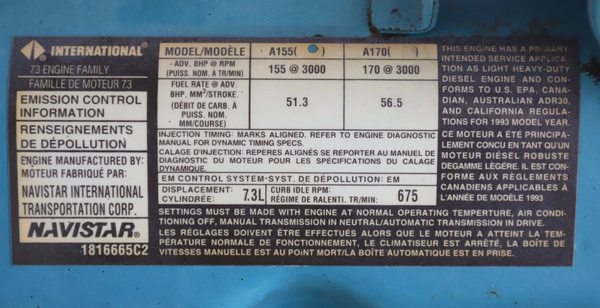 INTERNATIONAL®
73 ENGINE FAMILY
FAMILLE DE MOTEUR 73
EMISSION CONTROL
INFORMATION
RENSEIGNEMENTS
DE DÉPOLLUTION
ENGINE MANUFACTURED BY:
MOTEUR FABRIQUÉ PAR:
NAVISTAR INTERNATIONAL
TRANSPORTATION CORP.
NAVISTAR®
1816665C2
MODEL/MODÈLE A155( ) A170( )
ADV. BHP @ RPM
(PUISS. NOM. À TR/MIN) 155 @ 3000 170 @ 3000
FUEL RATE @ ADV.
BHP, MM³/STROKE
(DÉBIT DE CARB. À
PUISS. NOM.
MM/COURSE) 51.3 56.5
INJECTION TIMING: MARKS ALIGNED. REFER TO ENGINE DIAGNOSTIC
MANUAL FOR DYNAMIC TIMING SPECS.
CALAGE D'INJECTION: REPÈRES ALIGNÉS SE REPORTER AU MANUEL DE
DIAGNOSTIC DU MOTEUR POUR LES SPÉCIFICATIONS DU CALAGE
DYNAMIQUE.
EM CONTROL SYSTEM-SYST. DE DÉPOLLUTION: EM
DISPLACEMENT: CURB IDLE RPM:
CYLINDRÉE: 7.3L RÉGIME DE RALENTI. TR/MIN: 675
THIS ENGINE HAS A PRIMARY
INTENDED SERVICE APPLICA-
TION AS LIGHT HEAVY-DUTY
DIESEL ENGINE AND CON-
FORMS TO U.S. EPA, CANA-
DIAN, AUSTRALIAN ADR30,
AND CALIFORNIA REGULA-
TIONS FOR 1993 MODEL YEAR.
CE MOTEUR A ÉTÉ PRINCIPA-
LEMENT CONÇU EN TANT QU'UN
MOTEUR DIESEL ROBUSTE
DEGAMME LÉGÈRE. IL EST CON-
FORME AUX RÈGLEMENTS
CANADIENS APPLICABLES À
L'ANNÉE DE MODÈLE 1993
SETTINGS MUST BE MADE WITH ENGINE AT NORMAL OPERATING TEMPERTURE, AIR CONDI-
TIONING OFF, MANUAL TRANSMISSION IN NEUTRAL/AUTOMATIC TRANSMISSION IN DRIVE.
LES RÉGLAGES DOIVENT ÊTRE EFFECTUÉS ALORS QUE LE MOTEUR A ATTEINT LA TEM-
PÉRATURE NORMALE DE FONCTIONNEMENT, LE CLIMATISEUR EST ARRÊTÉ, LA BOÎTE DE
VITESSES MANUELLE EST AU POINT MORT/LA BOÎTE AUTOMATIQUE EST EN PRISE.